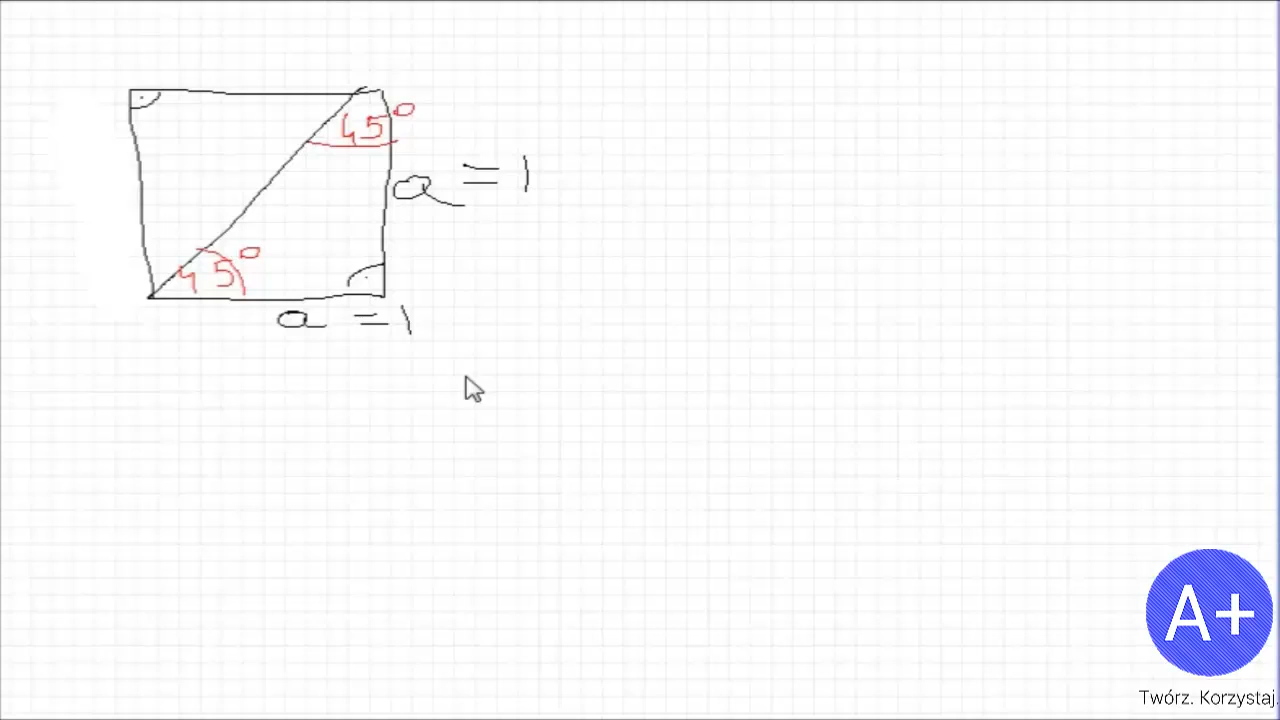 45°
a = 1
45°
a = 1
A+
Twórz. Korzystaj